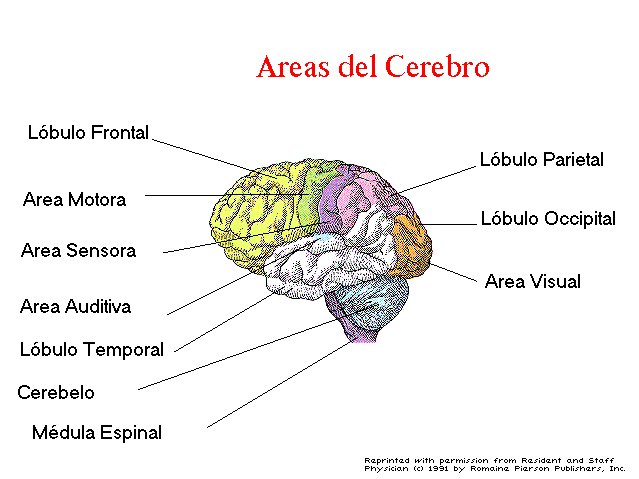 Areas del Cerebro
Lóbulo Frontal
Lóbulo Parietal
Area Motora
Lóbulo Occipital
Area Sensora
Area Visual
Area Auditiva
Lóbulo Temporal
Cerebelo
Médula Espinal
Reprinted with permission from Resident and Staff
Physician (c) 1991 by Romaine Pierson Publishers, Inc.